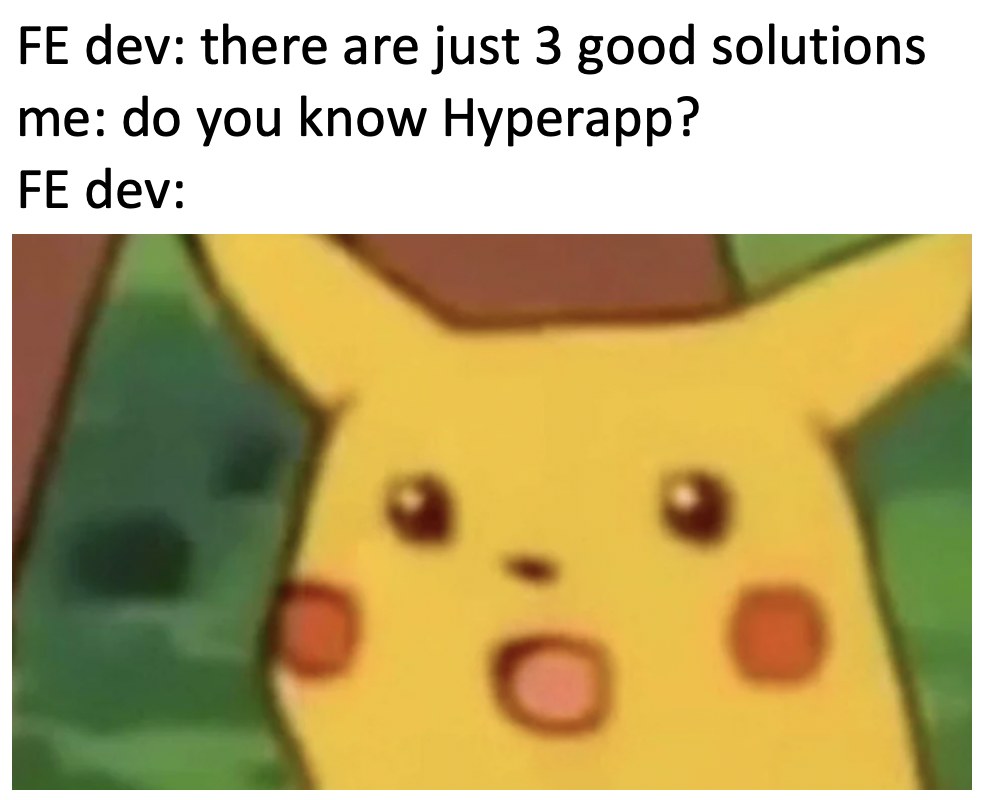 FE dev: there are just 3 good solutions
me: do you know Hyperapp?
FE dev: